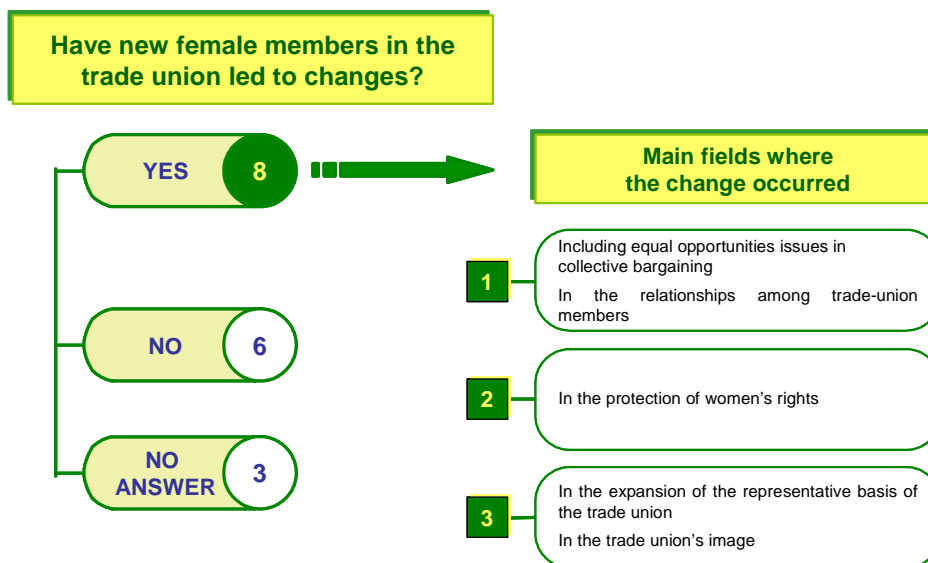 Have new female members in the
trade union led to changes?
YES
8
Main fields where
the change occurred
1
Including equal opportunities issues in
collective bargaining
In the relationships among trade-union
members
NO
6
2
In the protection of women’s rights
NO
ANSWER
3
3
In the expansion of the representative basis of
the trade union
In the trade union’s image